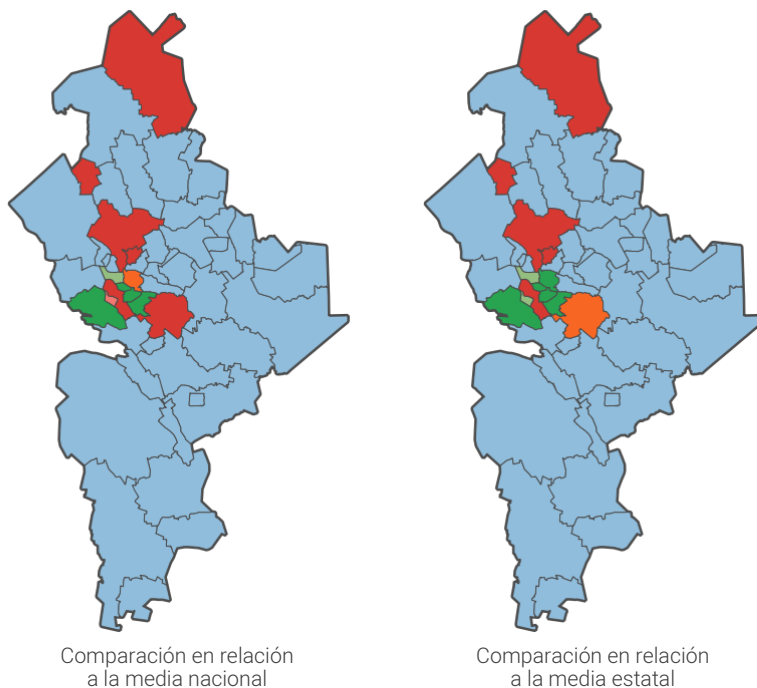 Comparación en relación
a la media nacional
Comparación en relación
a la media estatal